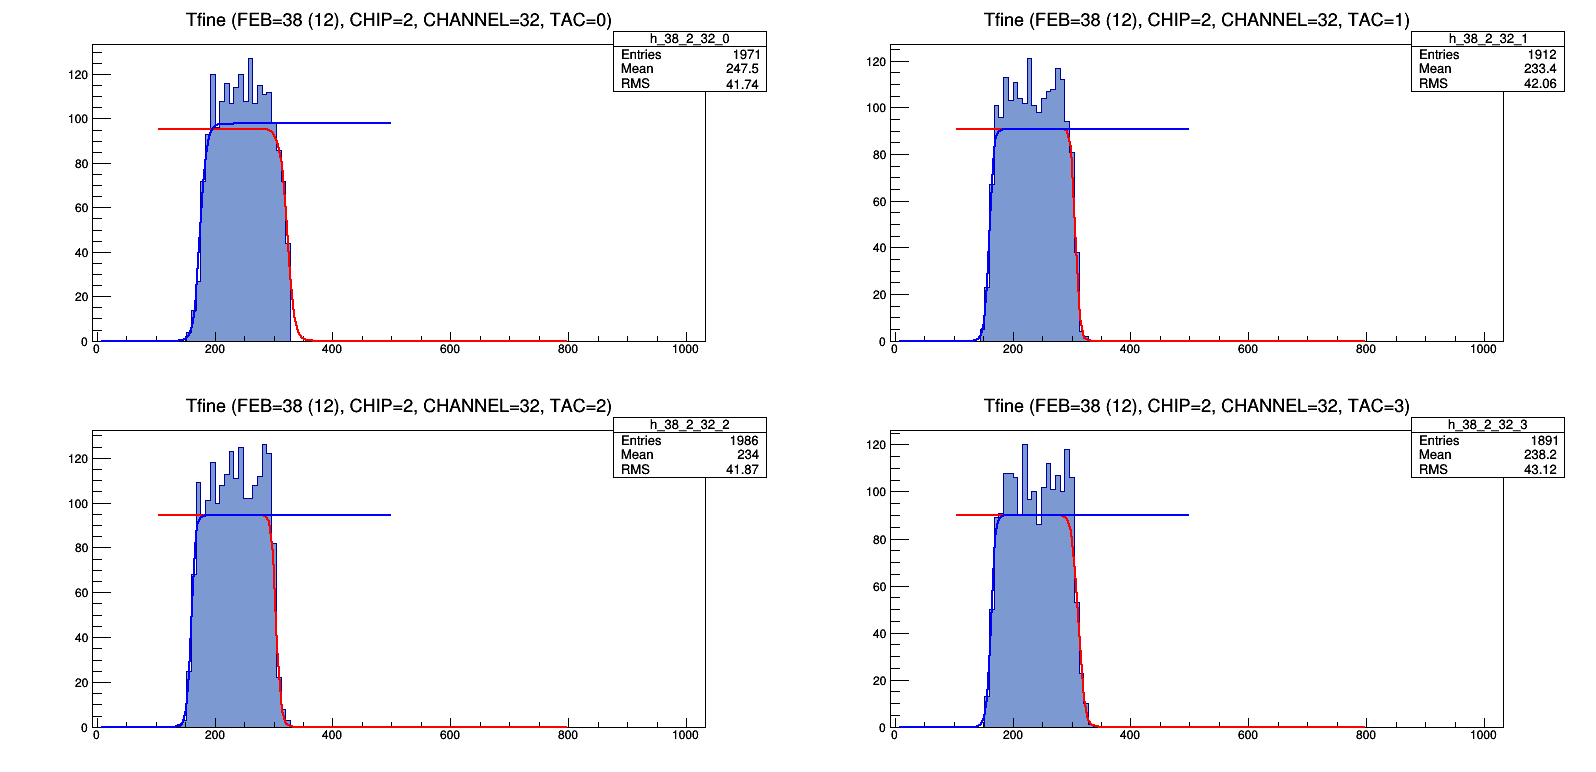 Tfine (FEB=38 (12), CHIP=2, CHANNEL=32, TAC=0)
h_38_2_32_0
Entries 1971
Mean 247.5
RMS 41.74
120
100
80
60
40
20
0
0 200 400 600 800 1000
Tfine (FEB=38 (12), CHIP=2, CHANNEL=32, TAC=1)
h_38_2_32_1
Entries 1912
Mean 233.4
RMS 42.06
120
100
80
60
40
20
0
0 200 400 600 800 1000
Tfine (FEB=38 (12), CHIP=2, CHANNEL=32, TAC=2)
h_38_2_32_2
Entries 1986
Mean 234
RMS 41.87
120
100
80
60
40
20
0
0 200 400 600 800 1000
Tfine (FEB=38 (12), CHIP=2, CHANNEL=32, TAC=3)
h_38_2_32_3
Entries 1891
Mean 238.2
RMS 43.12
120
100
80
60
40
20
0
0 200 400 600 800 1000